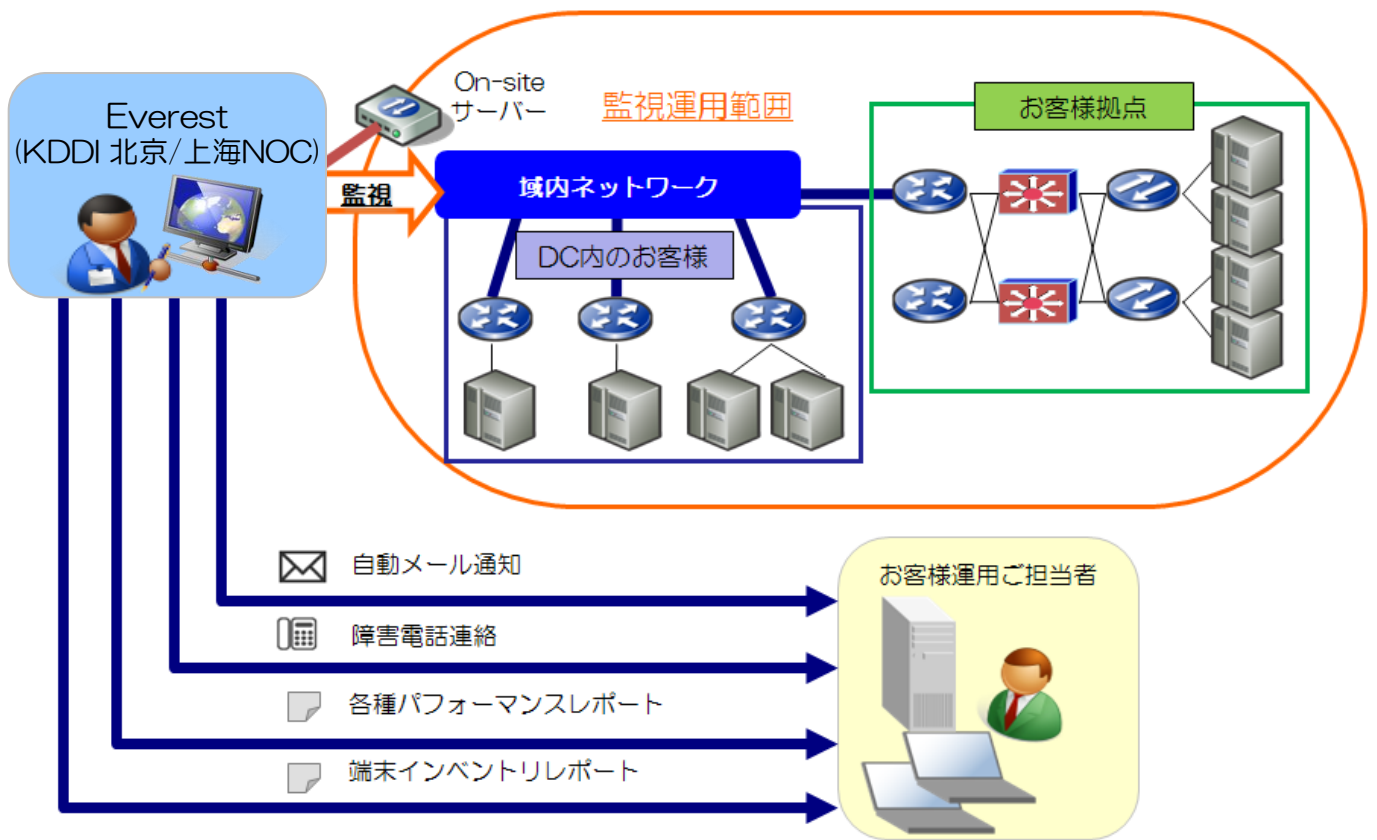 Everest
(KDDI 北京/上海NOC)
On-site
サーバー
監視運用範囲
お客様拠点
監視
域内ネットワーク
DC内のお客様
自動メール通知
障害電話連絡
各種パフォーマンスレポート
端末インベントリレポート
お客様運用ご担当者